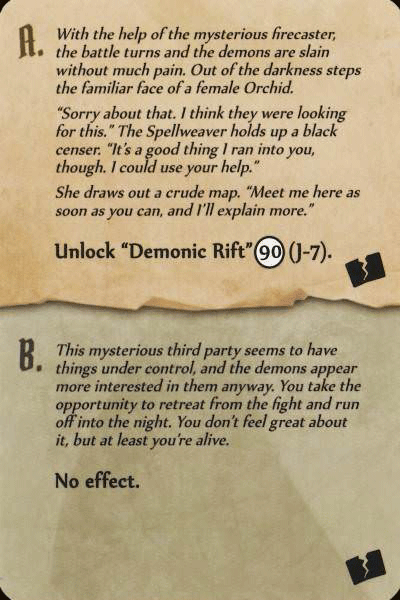 A.
With the help of the mysterious firecaster,
the battle turns and the demons are slain
without much pain. Out of the darkness steps
the familiar face of a female Orchid.
“Sorry about that. I think they were looking
for this.” The Spellweaver holds up a black
censer. “It’s a good thing I ran into you,
though. I could use your help.”
She draws out a crude map. “Meet me here as
soon as you can, and I’ll explain more.”
Unlock “Demonic Rift” 90 (J-7).
B.
This mysterious third party seems to have
things under control, and the demons appear
more interested in them anyway. You take the
opportunity to retreat from the fight and run
off into the night. You don’t feel great about
it, but at least you’re alive.
No effect.